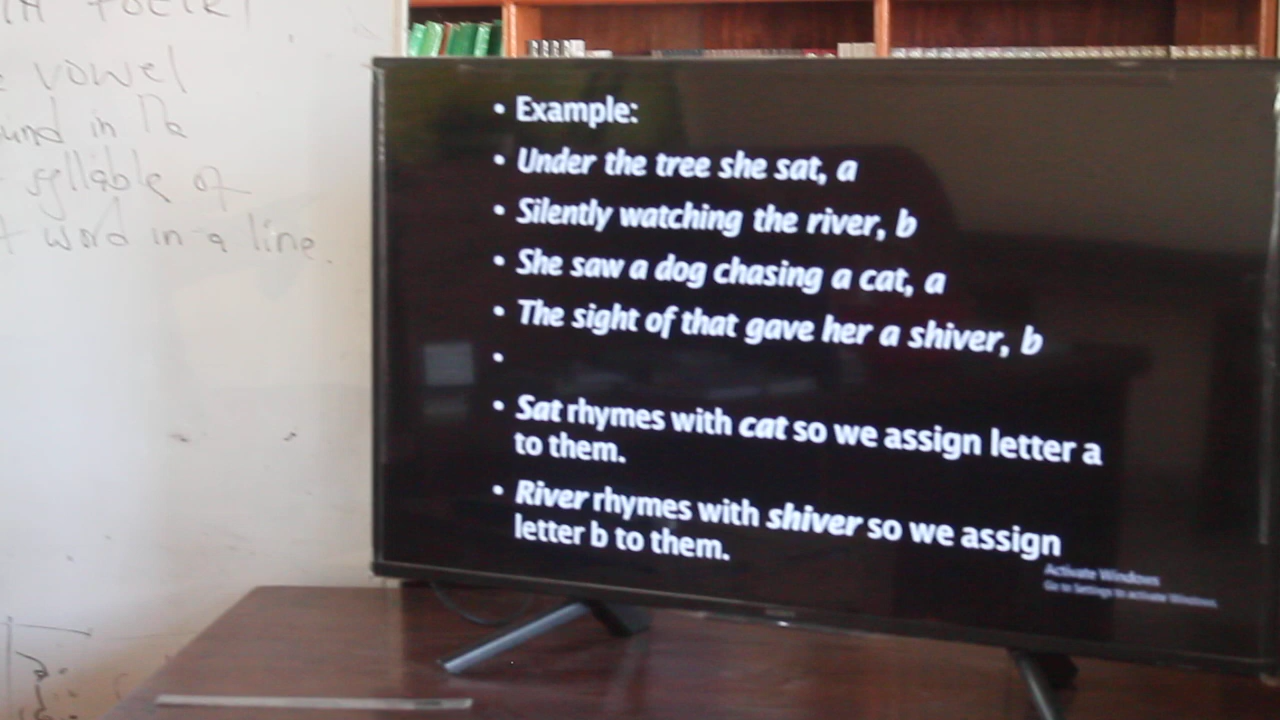 vowel
in
syllable of
word in a line.
• Example:
• Under the tree she sat, a
• Silently watching the river, b
• She saw a dog chasing a cat, a
• The sight of that gave her a shiver, b
•
• Sat rhymes with cat so we assign letter a
to them.
• River rhymes with shiver so we assign
letter b to them.
Activate Windows
Go to Settings to activate Windows.